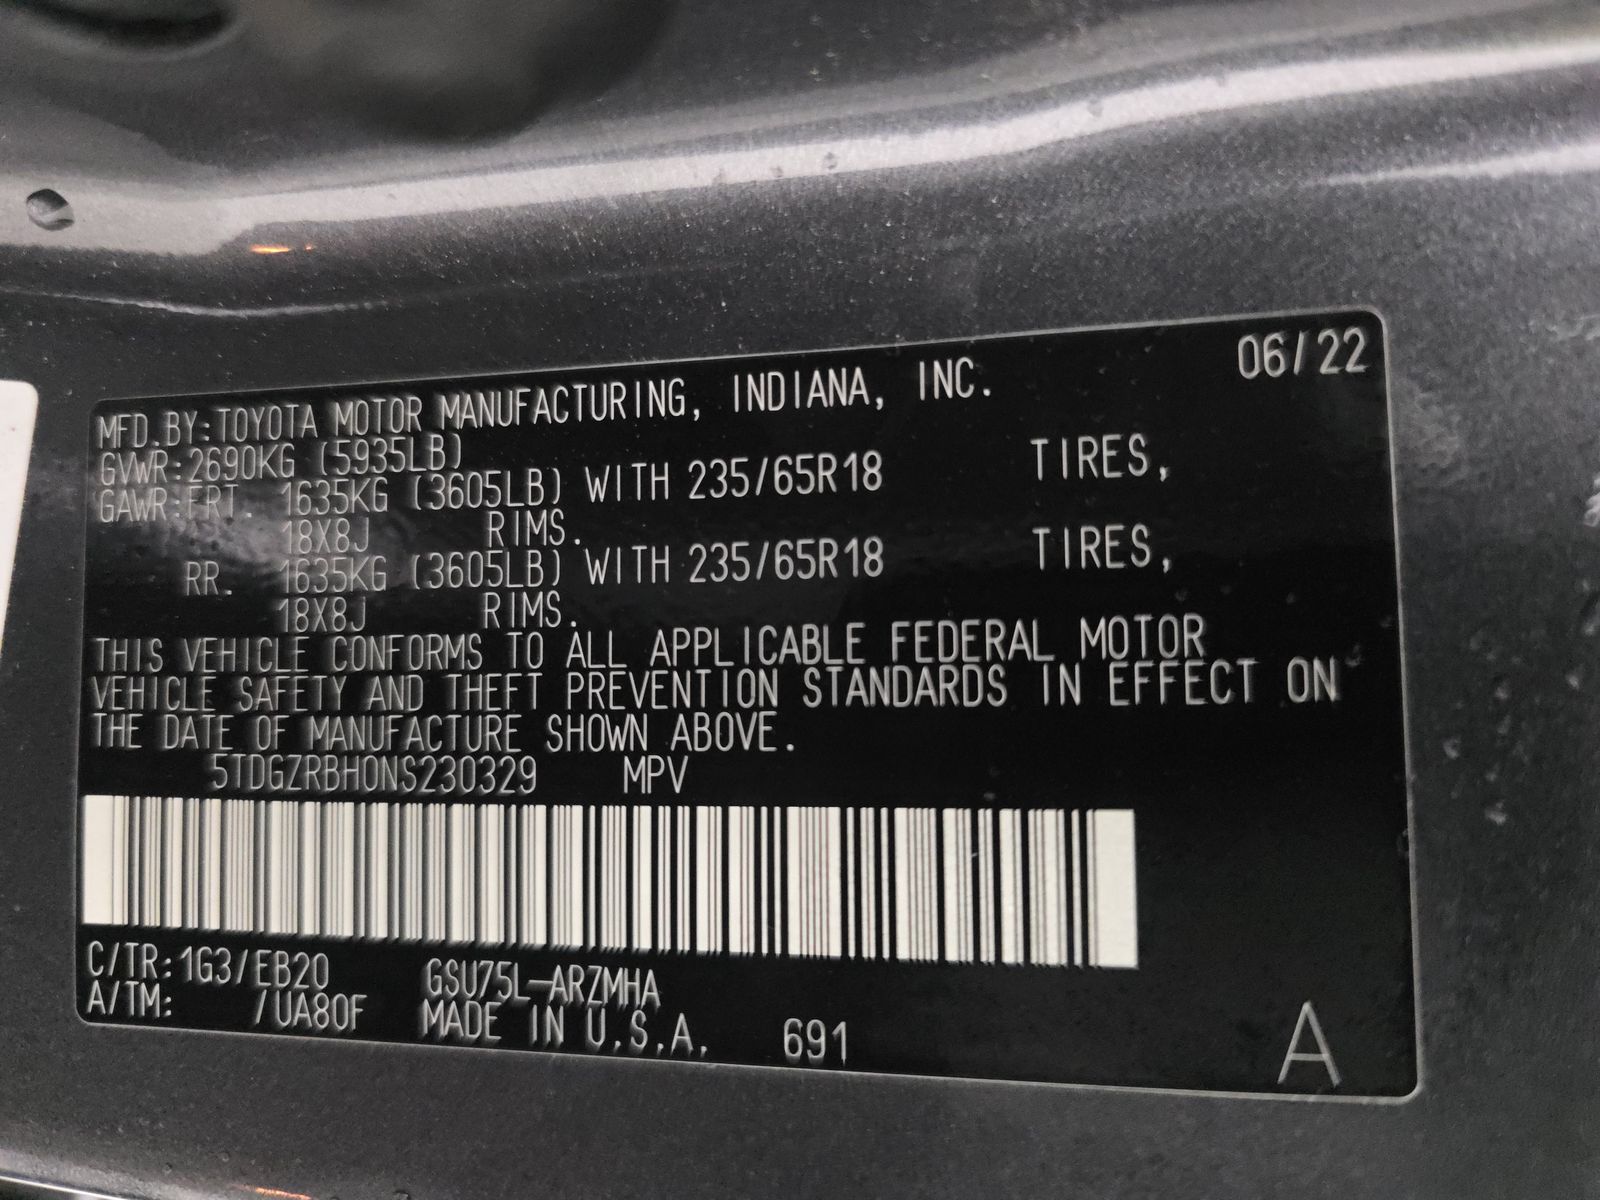 06/22
MFD.BY:TOYOTA MOTOR MANUFACTURING, INDIANA, INC.
GVWR:2690KG (5935LB)
GAWR:FRT. 1635KG (3605LB) WITH 235/65R18 TIRES,
18X8J RIMS.
RR. 1635KG (3605LB) WITH 235/65R18 TIRES,
18X8J RIMS.
THIS VEHICLE CONFORMS TO ALL APPLICABLE FEDERAL MOTOR
VEHICLE SAFETY AND THEFT PREVENTION STANDARDS IN EFFECT ON
THE DATE OF MANUFACTURE SHOWN ABOVE.
5TDGZRBH0NS230329 MPV
C/TR:1G3/EB20 GSU75L-ARZMHA
A/TM: /UA80F MADE IN U.S.A. 691
A